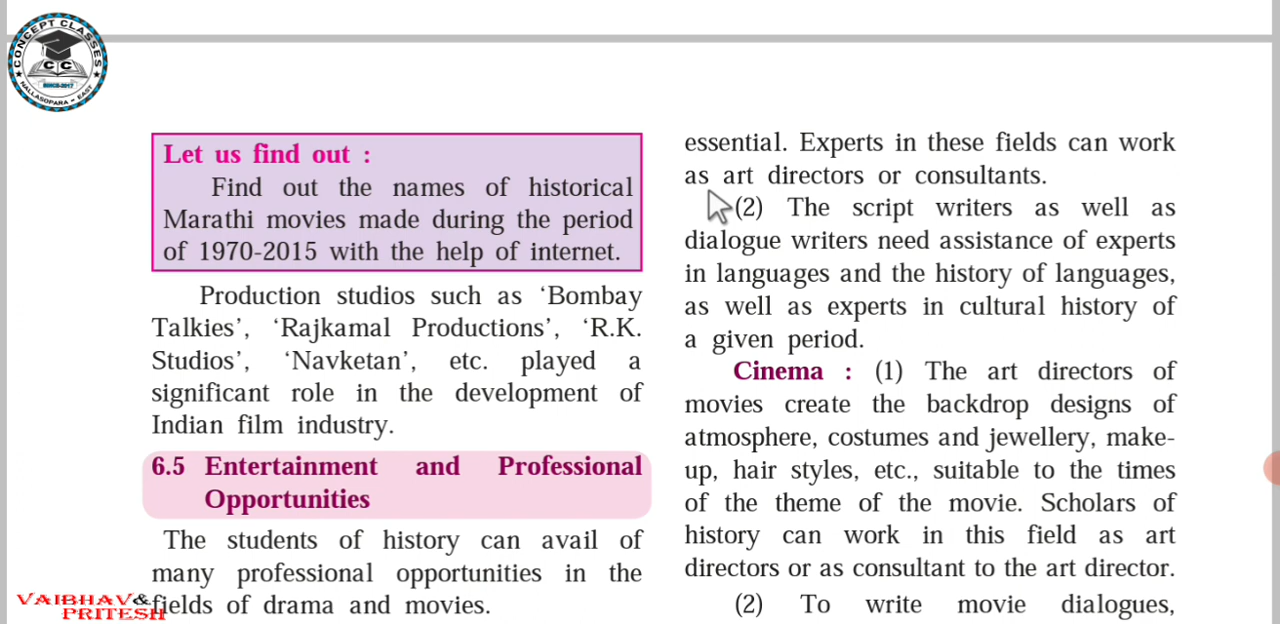 CONCEPT CLASSES
CC
SINCE-2017
NALLASOPARA - EAST
Let us find out :
Find out the names of historical
Marathi movies made during the period
of 1970-2015 with the help of internet.
Production studios such as ‘Bombay
Talkies’, ‘Rajkamal Productions’, ‘R.K.
Studios’, ‘Navketan’, etc. played a
significant role in the development of
Indian film industry.
6.5 Entertainment and Professional
Opportunities
The students of history can avail of
many professional opportunities in the
fields of drama and movies.
VAIBHAV&
PRITESH
essential. Experts in these fields can work
as art directors or consultants.
(2) The script writers as well as
dialogue writers need assistance of experts
in languages and the history of languages,
as well as experts in cultural history of
a given period.
Cinema : (1) The art directors of
movies create the backdrop designs of
atmosphere, costumes and jewellery, make-
up, hair styles, etc., suitable to the times
of the theme of the movie. Scholars of
history can work in this field as art
directors or as consultant to the art director.
(2) To write movie dialogues,